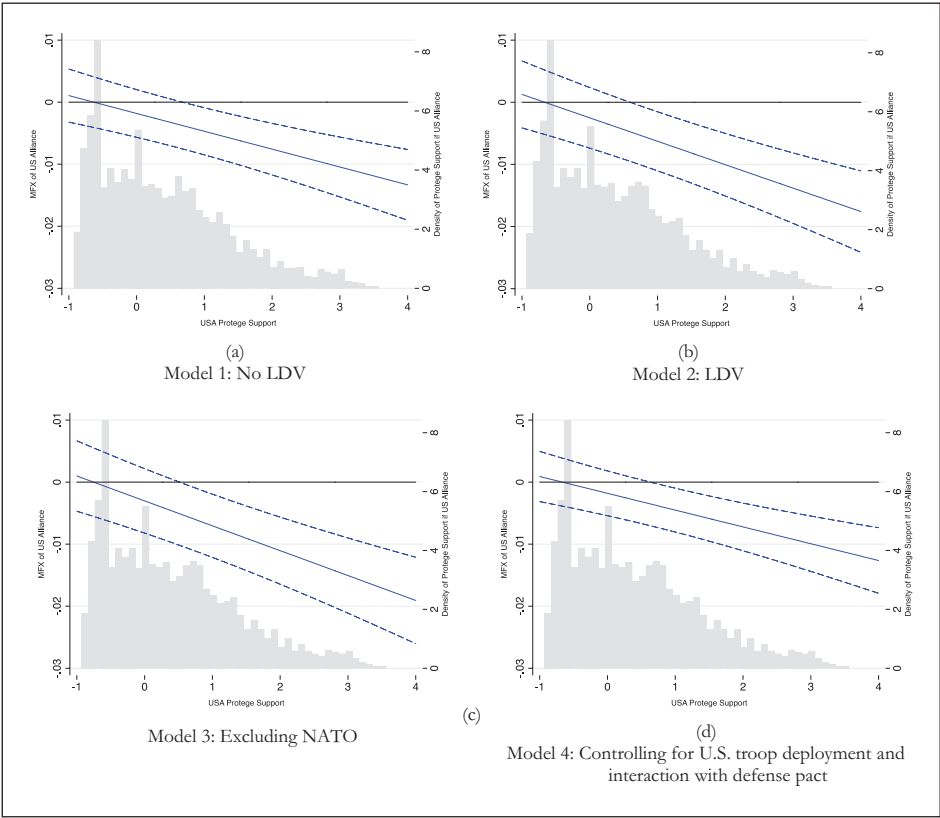 .01
0
-.01
-.02
-.03
MFX of US Alliance
8
6
4
2
0
Density of Protege Support if US Alliance
-1 0 1 2 3 4
USA Protege Support
(a)
Model 1: No LDV
.01
0
-.01
-.02
-.03
MFX of US Alliance
8
6
4
2
0
Density of Protege Support if US Alliance
-1 0 1 2 3 4
USA Protege Support
(b)
Model 2: LDV
.01
0
-.01
-.02
-.03
MFX of US Alliance
8
6
4
2
0
Density of Protege Support if US Alliance
-1 0 1 2 3 4
USA Protege Support
(c)
Model 3: Excluding NATO
.01
0
-.01
-.02
-.03
MFX of US Alliance
8
6
4
2
0
Density of Protege Support if US Alliance
-1 0 1 2 3 4
USA Protege Support
(d)
Model 4: Controlling for U.S. troop deployment and
interaction with defense pact